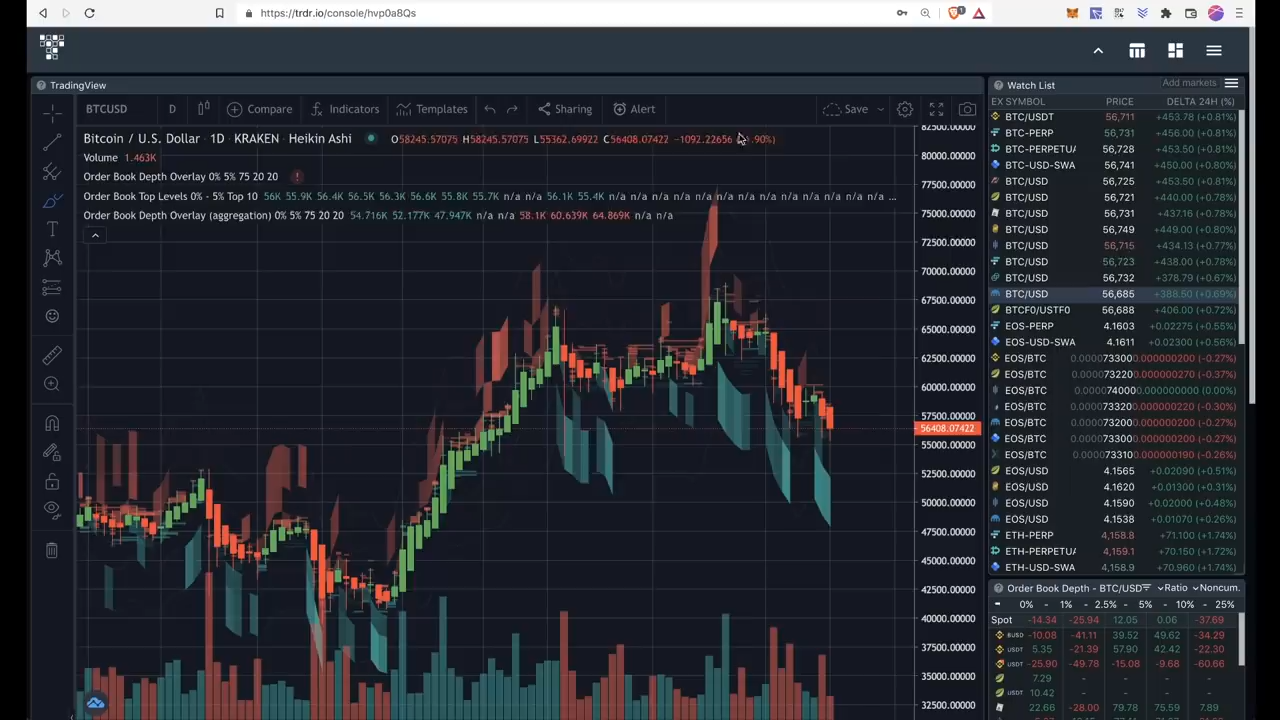 https://trdr.io/console/hvp0a8Qs
TradingView
BTCUSD D Compare Indicators Templates Sharing Alert Save
Bitcoin / U.S. Dollar · 1D · KRAKEN · Heikin Ashi O58245.57075 H58245.57075 L55362.69922 C56408.07422 −1092.22656
Volume 1.463K
Order Book Depth Overlay 0% 5% 75 20 20
Order Book Top Levels 0% - 5% Top 10 56K 55.9K 56.4K 56.5K 56.3K 56.6K 55.8K 55.7K n/a n/a 56.1K 55.4K n/a n/a n/a n/a n/a n/a n/a n/a n/a n/a n/a n/a n/a n/a n/a ...
Order Book Depth Overlay (aggregation) 0% 5% 75 20 20 54.716K 52.177K 47.947K n/a n/a 58.1K 60.639K 64.869K n/a n/a
82500.00000
80000.00000
77500.00000
75000.00000
72500.00000
70000.00000
67500.00000
65000.00000
62500.00000
60000.00000
57500.00000
56408.07422
55000.00000
52500.00000
50000.00000
47500.00000
45000.00000
42500.00000
40000.00000
37500.00000
35000.00000
32500.00000
Watch List Add markets
EX SYMBOL PRICE DELTA 24H (%)
BTC/USDT 56,711 +453.78 (+0.81%)
BTC-PERP 56,731 +456.00 (+0.81%)
BTC-PERPETUA 56,728 +453.50 (+0.81%)
BTC-USD-SWA 56,741 +450.00 (+0.80%)
BTC/USD 56,725 +453.50 (+0.81%)
BTC/USD 56,721 +440.00 (+0.78%)
BTC/USD 56,731 +437.16 (+0.78%)
BTC/USD 56,749 +449.00 (+0.80%)
BTC/USD 56,715 +434.13 (+0.77%)
BTC/USD 56,723 +438.00 (+0.78%)
BTC/USD 56,732 +378.79 (+0.67%)
BTC/USD 56,685 +388.50 (+0.69%)
BTCF0/USTF0 56,688 +406.00 (+0.72%)
EOS-PERP 4.1603 +0.02275 (+0.55%)
EOS-USD-SWA 4.1611 +0.02300 (+0.56%)
EOS/BTC 0.000073300 0.000000200 (-0.27%)
EOS/BTC 0.000073220 0.000000270 (-0.37%)
EOS/BTC 0.000074000 0.000000000 (0.00%)
EOS/BTC 0.000073320 0.000000220 (-0.30%)
EOS/BTC 0.000073330 0.000000200 (-0.27%)
EOS/BTC 0.000073330 0.000000200 (-0.27%)
EOS/BTC 0.000073310 0.000000190 (-0.26%)
EOS/USD 4.1565 +0.02090 (+0.51%)
EOS/USD 4.1620 +0.01300 (+0.31%)
EOS/USD 4.1590 +0.02000 (+0.48%)
EOS/USD 4.1538 +0.01070 (+0.26%)
ETH-PERP 4,158.8 +71.100 (+1.74%)
ETH-PERPETUA 4,159.1 +70.150 (+1.72%)
ETH-USD-SWA 4,158.9 +70.960 (+1.74%)
Order Book Depth - BTC/USD Ratio Noncum.
- 0% - 1% - 2.5% - 5% - 10% - 25%
Spot -14.34 -25.94 12.05 0.06 -37.69
BUSD -10.08 -41.11 39.52 49.62 -34.29
USDT 5.35 -21.39 57.90 42.42 -22.30
USDT -25.90 -49.78 -15.08 -9.68 -60.66
7.29 - - - -
USDT 10.42 - - - -
22.66 -28.00 79.78 75.59 7.89